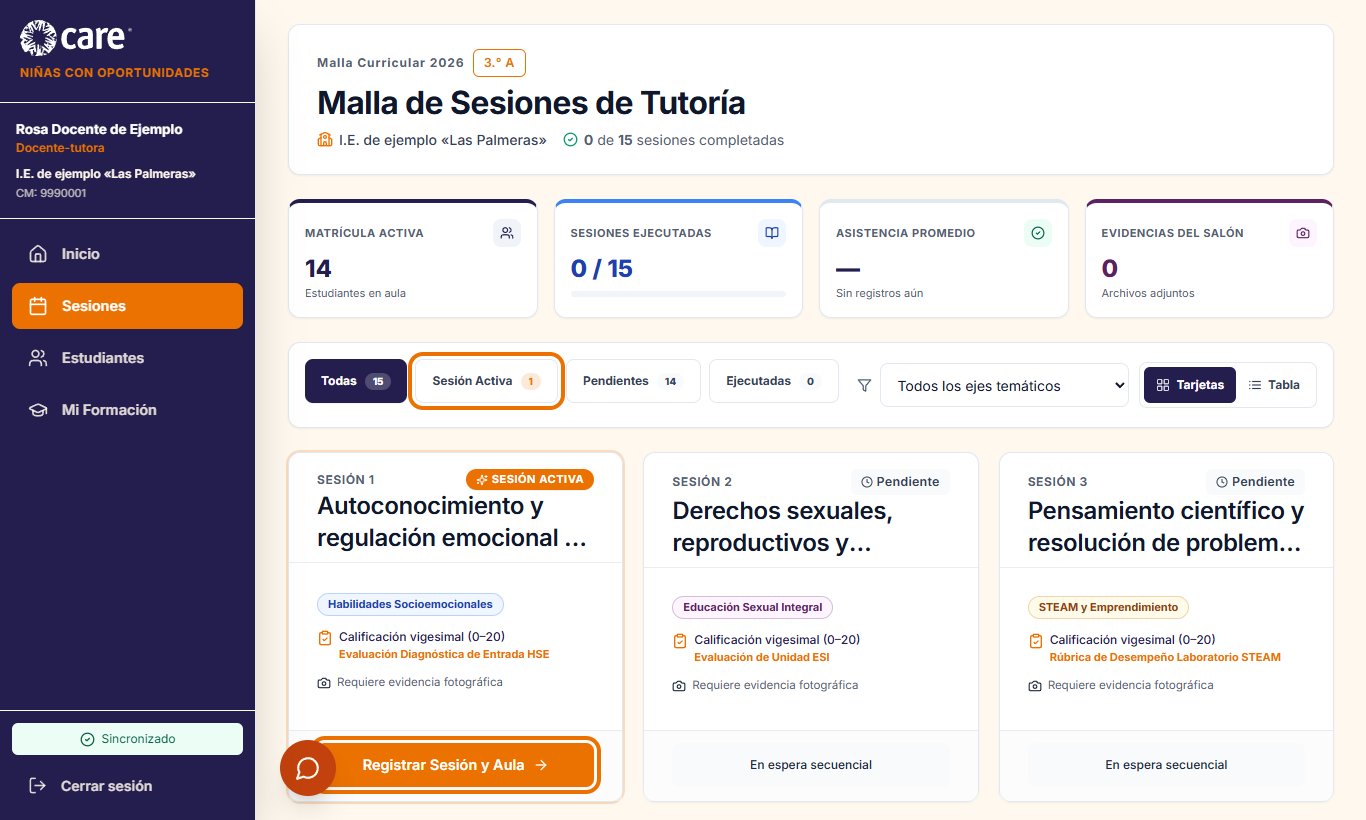 care
NIÑAS CON OPORTUNIDADES
Rosa Docente de Ejemplo
Docente-tutora
I.E. de ejemplo «Las Palmeras»
CM: 9990001
Inicio
Sesiones
Estudiantes
Mi Formación
Sincronizado
Cerrar sesión
Malla Curricular 2026 3.° A
Malla de Sesiones de Tutoría
I.E. de ejemplo «Las Palmeras» 0 de 15 sesiones completadas
MATRÍCULA ACTIVA
14
Estudiantes en aula
SESIONES EJECUTADAS
0 / 15
ASISTENCIA PROMEDIO
—
Sin registros aún
EVIDENCIAS DEL SALÓN
0
Archivos adjuntos
Todas 15 Sesión Activa 1 Pendientes 14 Ejecutadas 0 Todos los ejes temáticos Tarjetas Tabla
SESIÓN 1 SESIÓN ACTIVA
Autoconocimiento y
regulación emocional ...
Habilidades Socioemocionales
Calificación vigesimal (0–20)
Evaluación Diagnóstica de Entrada HSE
Requiere evidencia fotográfica
Registrar Sesión y Aula →
SESIÓN 2 Pendiente
Derechos sexuales,
reproductivos y...
Educación Sexual Integral
Calificación vigesimal (0–20)
Evaluación de Unidad ESI
Requiere evidencia fotográfica
En espera secuencial
SESIÓN 3 Pendiente
Pensamiento científico y
resolución de problem...
STEAM y Emprendimiento
Calificación vigesimal (0–20)
Rúbrica de Desempeño Laboratorio STEAM
Requiere evidencia fotográfica
En espera secuencial